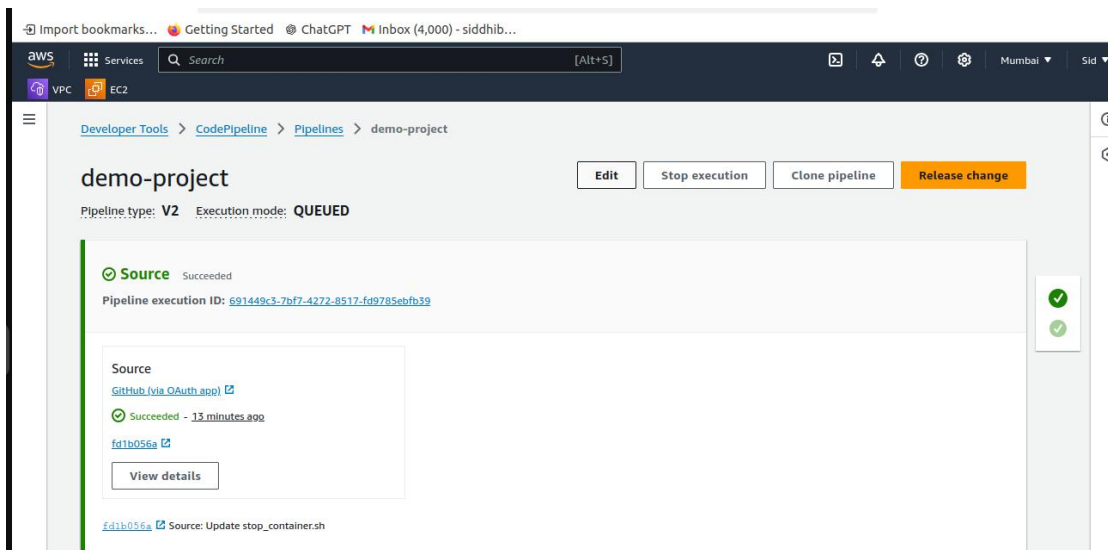 Import bookmarks... Getting Started ChatGPT Inbox (4,000) - siddhib...
aws Services Search [Alt+S] Mumbai Sid
VPC EC2
Developer Tools > CodePipeline > Pipelines > demo-project
demo-project Edit Stop execution Clone pipeline Release change
Pipeline type: V2 Execution mode: QUEUED
Source Succeeded
Pipeline execution ID: 691449c3-7bf7-4272-8517-fd9785ebfb39
Source
GitHub (via OAuth app)
Succeeded - 13 minutes ago
fd1b056a
View details
fd1b056a Source: Update stop_container.sh